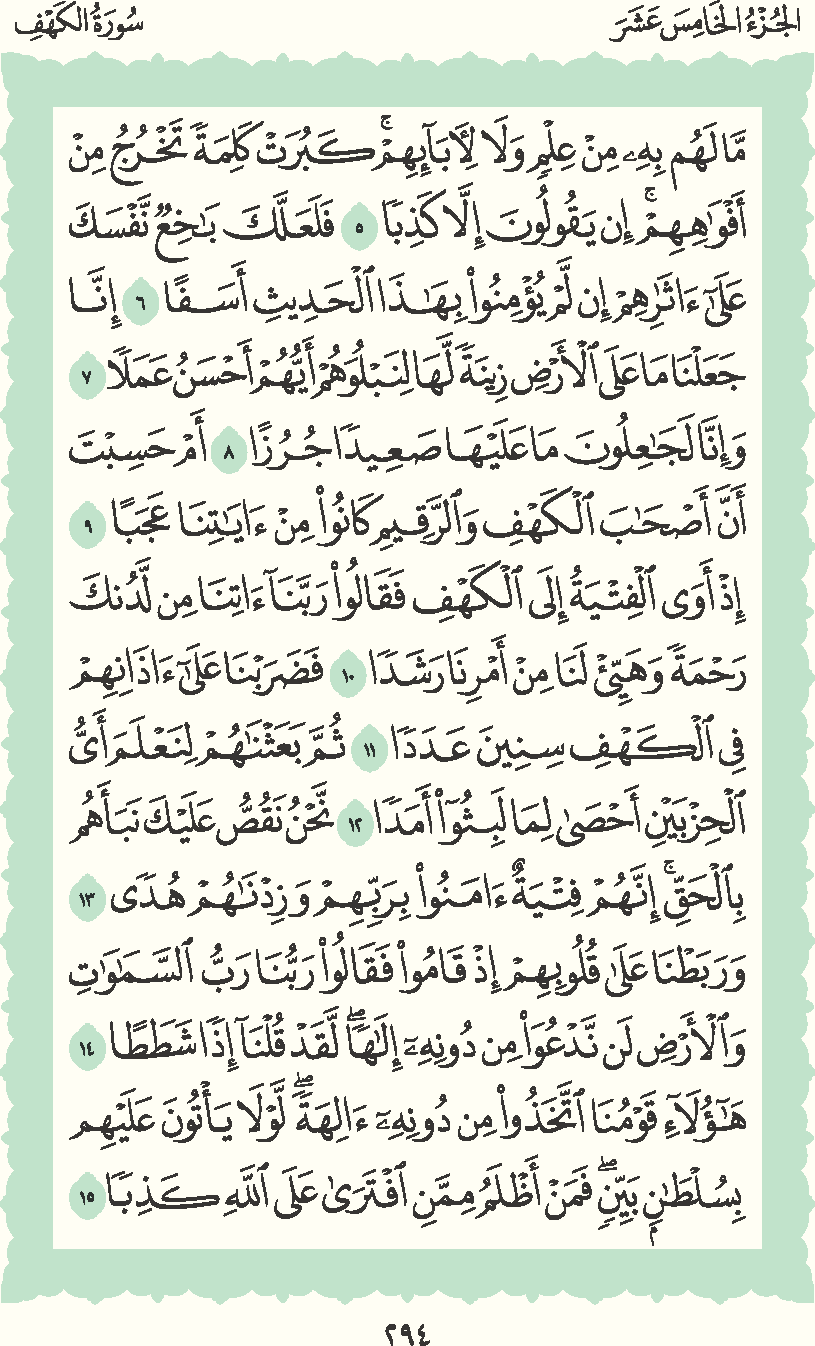 الجُزْءُ الخَامِسَ عَشَرَ
سُورَةُ الكَهْفِ
مَّا لَهُم بِهِۦ مِنْ عِلْمٍ وَلَا لِأٓبَآئِهِمْۚ كَبُرَتْ كَلِمَةً تَخْرُجُ مِنْ
أَفْوَٰهِهِمْۚ إِن يَقُولُونَ إِلَّا كَذِبًا ٥ فَلَعَلَّكَ بَٰخِعٌ نَّفْسَكَ
عَلَىٰٓ ءَاثَٰرِهِمْ إِن لَّمْ يُؤْمِنُوا۟ بِهَٰذَا ٱلْحَدِيثِ أَسَفًا ٦ إِنَّا
جَعَلْنَا مَا عَلَى ٱلْأَرْضِ زِينَةً لَّهَا لِنَبْلُوَهُمْ أَيُّهُمْ أَحْسَنُ عَمَلًا ٧
وَإِنَّا لَجَٰعِلُونَ مَا عَلَيْهَا صَعِيدًا جُرُزًا ٨ أَمْ حَسِبْتَ
أَنَّ أَصْحَٰبَ ٱلْكَهْفِ وَٱلرَّقِيمِ كَانُوا۟ مِنْ ءَايَٰتِنَا عَجَبًا ٩
إِذْ أَوَى ٱلْفِتْيَةُ إِلَى ٱلْكَهْفِ فَقَالُوا۟ رَبَّنَآ ءَاتِنَا مِن لَّدُنكَ
رَحْمَةً وَهَيِّئْ لَنَا مِنْ أَمْرِنَا رَشَدًا ١٠ فَضَرَبْنَا عَلَىٰٓ ءَاذَانِهِمْ
فِى ٱلْكَهْفِ سِنِينَ عَدَدًا ١١ ثُمَّ بَعَثْنَٰهُمْ لِنَعْلَمَ أَىُّ
ٱلْحِزْبَيْنِ أَحْصَىٰ لِمَا لَبِثُوٓا۟ أَمَدًا ١٢ نَّحْنُ نَقُصُّ عَلَيْكَ نَبَأَهُم
بِٱلْحَقِّۚ إِنَّهُمْ فِتْيَةٌ ءَامَنُوا۟ بِرَبِّهِمْ وَزِدْنَٰهُمْ هُدًى ١٣
وَرَبَطْنَا عَلَىٰ قُلُوبِهِمْ إِذْ قَامُوا۟ فَقَالُوا۟ رَبُّنَا رَبُّ ٱلسَّمَٰوَٰتِ
وَٱلْأَرْضِ لَن نَّدْعُوَا۟ مِن دُونِهِۦٓ إِلَٰهًاۖ لَّقَدْ قُلْنَآ إِذًا شَطَطًا ١٤
هَٰٓؤُلَآءِ قَوْمُنَا ٱتَّخَذُوا۟ مِن دُونِهِۦٓ ءَالِهَةًۖ لَّوْلَا يَأْتُونَ عَلَيْهِم
بِسُلْطَٰنٍۭ بَيِّنٍۖ فَمَنْ أَظْلَمُ مِمَّنِ ٱفْتَرَىٰ عَلَى ٱللَّهِ كَذِبًا ١٥
٢٩٤